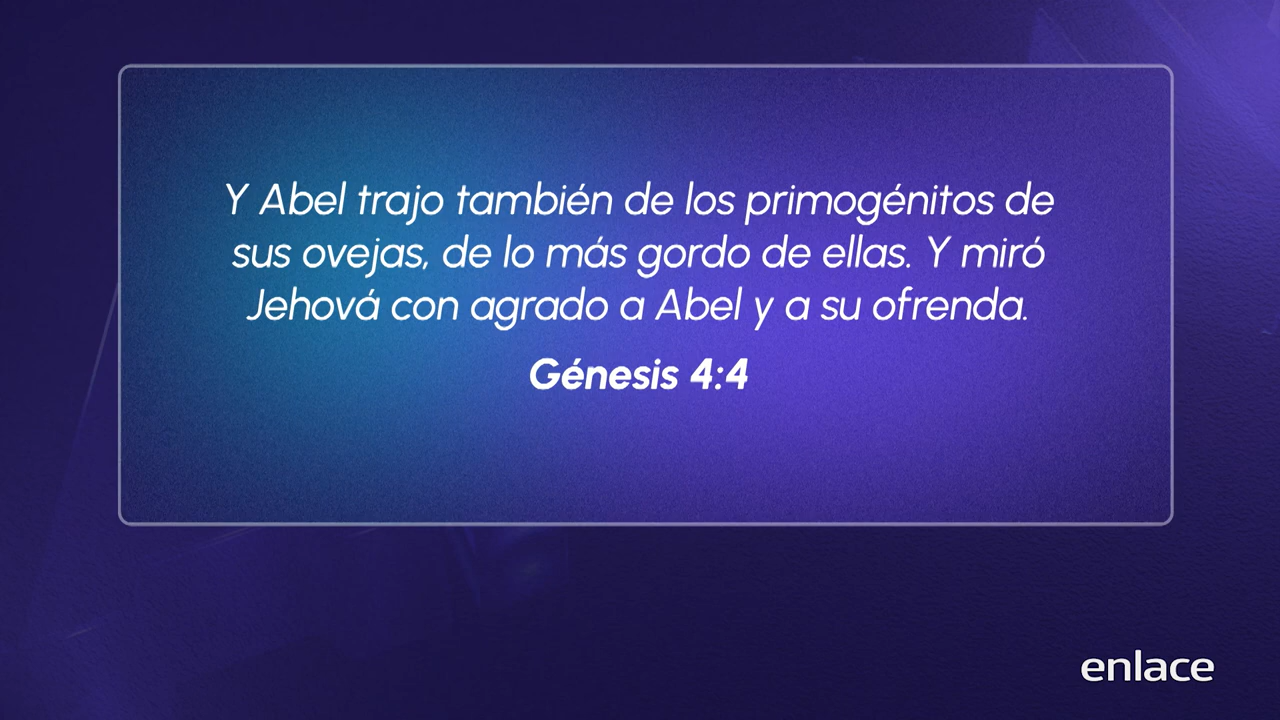 Y Abel trajo también de los primogénitos de
sus ovejas, de lo más gordo de ellas. Y miró
Jehová con agrado a Abel y a su ofrenda.
Génesis 4:4
enlace